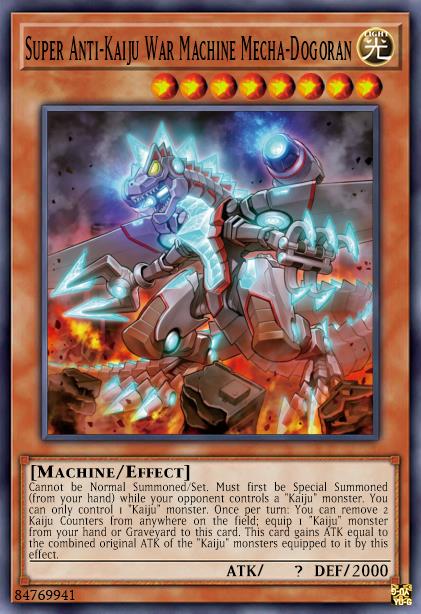 Super Anti-Kaiju War Machine Mecha-Dogoran
LIGHT
光
[Machine/Effect]
Cannot be Normal Summoned/Set. Must first be Special Summoned
(from your hand) while your opponent controls a "Kaiju" monster. You
can only control 1 "Kaiju" monster. Once per turn: You can remove 2
Kaiju Counters from anywhere on the field; equip 1 "Kaiju" monster
from your hand or Graveyard to this card. This card gains ATK equal to
the combined original ATK of the "Kaiju" monsters equipped to it by this
effect.
ATK/ ? DEF/2000
84769941